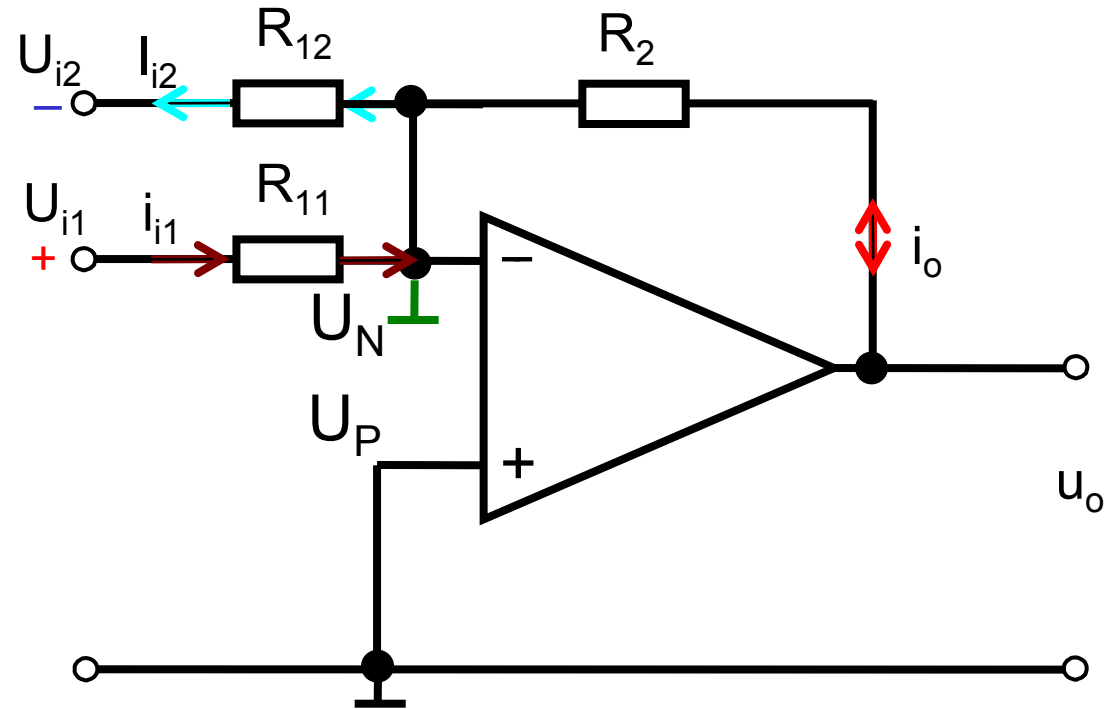 R12
R2
Ui2
Ii2
–
R11
Ui1
ii1
+
–
io
UN
UP
+
uo